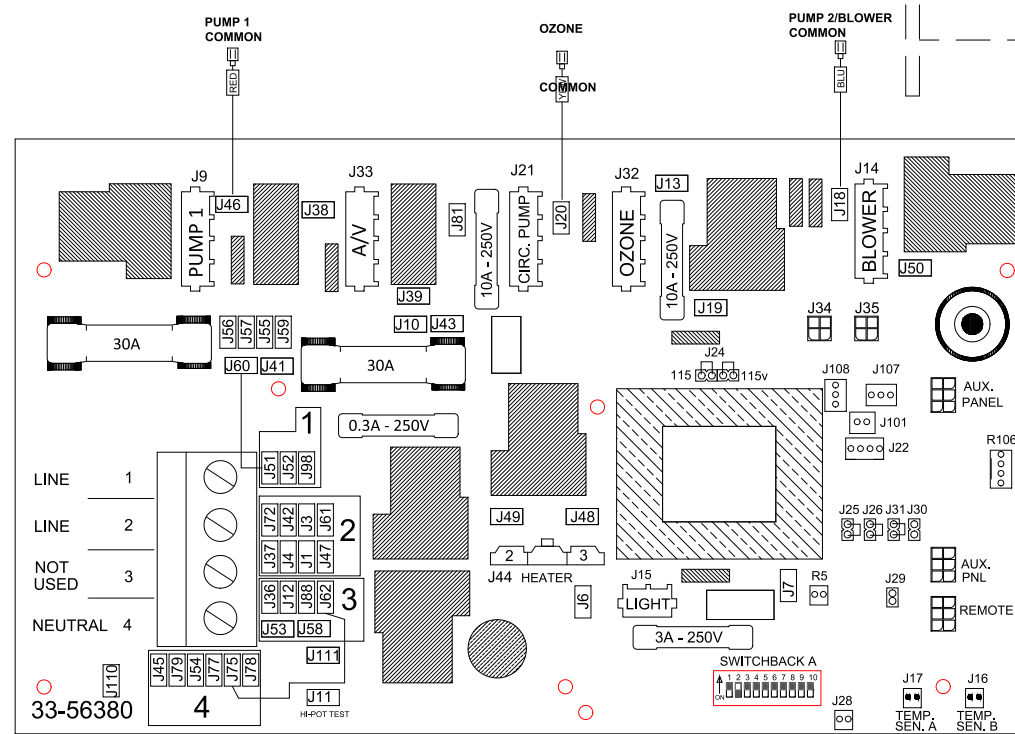 PUMP 1
COMMON
OZONE
COMMON
PUMP 2/BLOWER
COMMON
RED
BLU
J9
J33
J21
J32
J14
PUMP 1
J46
J38
A/V
J39
J81
10A - 250V
CIRC. PUMP
J20
OZONE
J13
10A - 250V
J19
J18
BLOWER
J50
J10
J43
J34
J35
J56
J57
J55
J59
30A
J60
J41
30A
J24
115
115v
J108
J107
J101
J22
AUX.
PANEL
R106
0.3A - 250V
1
J51
J52
J98
LINE 1
LINE 2
NOT
USED 3
NEUTRAL 4
J72
J42
J3
J61
2
J37
J4
J1
J47
J36
J12
J88
J62
3
J53
J58
J111
J45
J79
J54
J77
J75
J78
4
J110
J11
HI-POT TEST
33-56380
J49
J48
2
3
J44 HEATER
J6
J15
LIGHT
3A - 250V
J7
R5
J25
J26
J31
J30
J29
AUX.
PNL
REMOTE
SWITCHBACK A
ON
1 2 3 4 5 6 7 8 9 10
J28
J17
TEMP.
SEN. A
J16
TEMP.
SEN. B